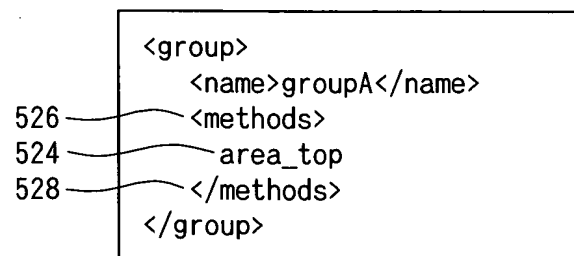 <group>
<name>groupA</name>
526 <methods>
524 area_top
528 </methods>
</group>